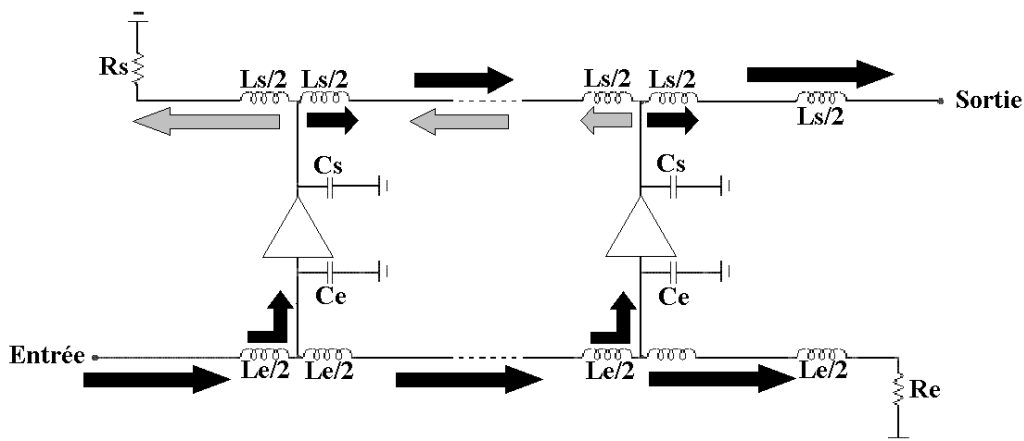 Rs
Ls/2 Ls/2
Ls/2 Ls/2
Ls/2
Sortie
Cs
Cs
Ce
Ce
Entrée
Le/2 Le/2
Le/2
Le/2
Re